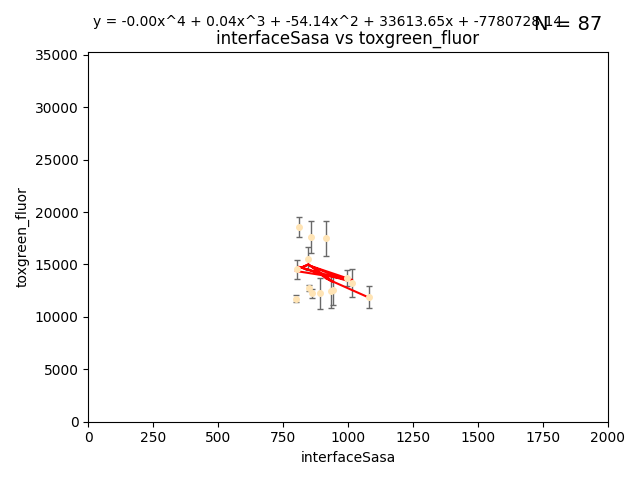 y = -0.00x^4 + 0.04x^3 + -54.14x^2 + 33613.65x + -7780728.14
N = 87
interfaceSasa vs toxgreen_fluor
35000
30000
25000
20000
15000
10000
5000
0
toxgreen_fluor
0 250 500 750 1000 1250 1500 1750 2000
interfaceSasa